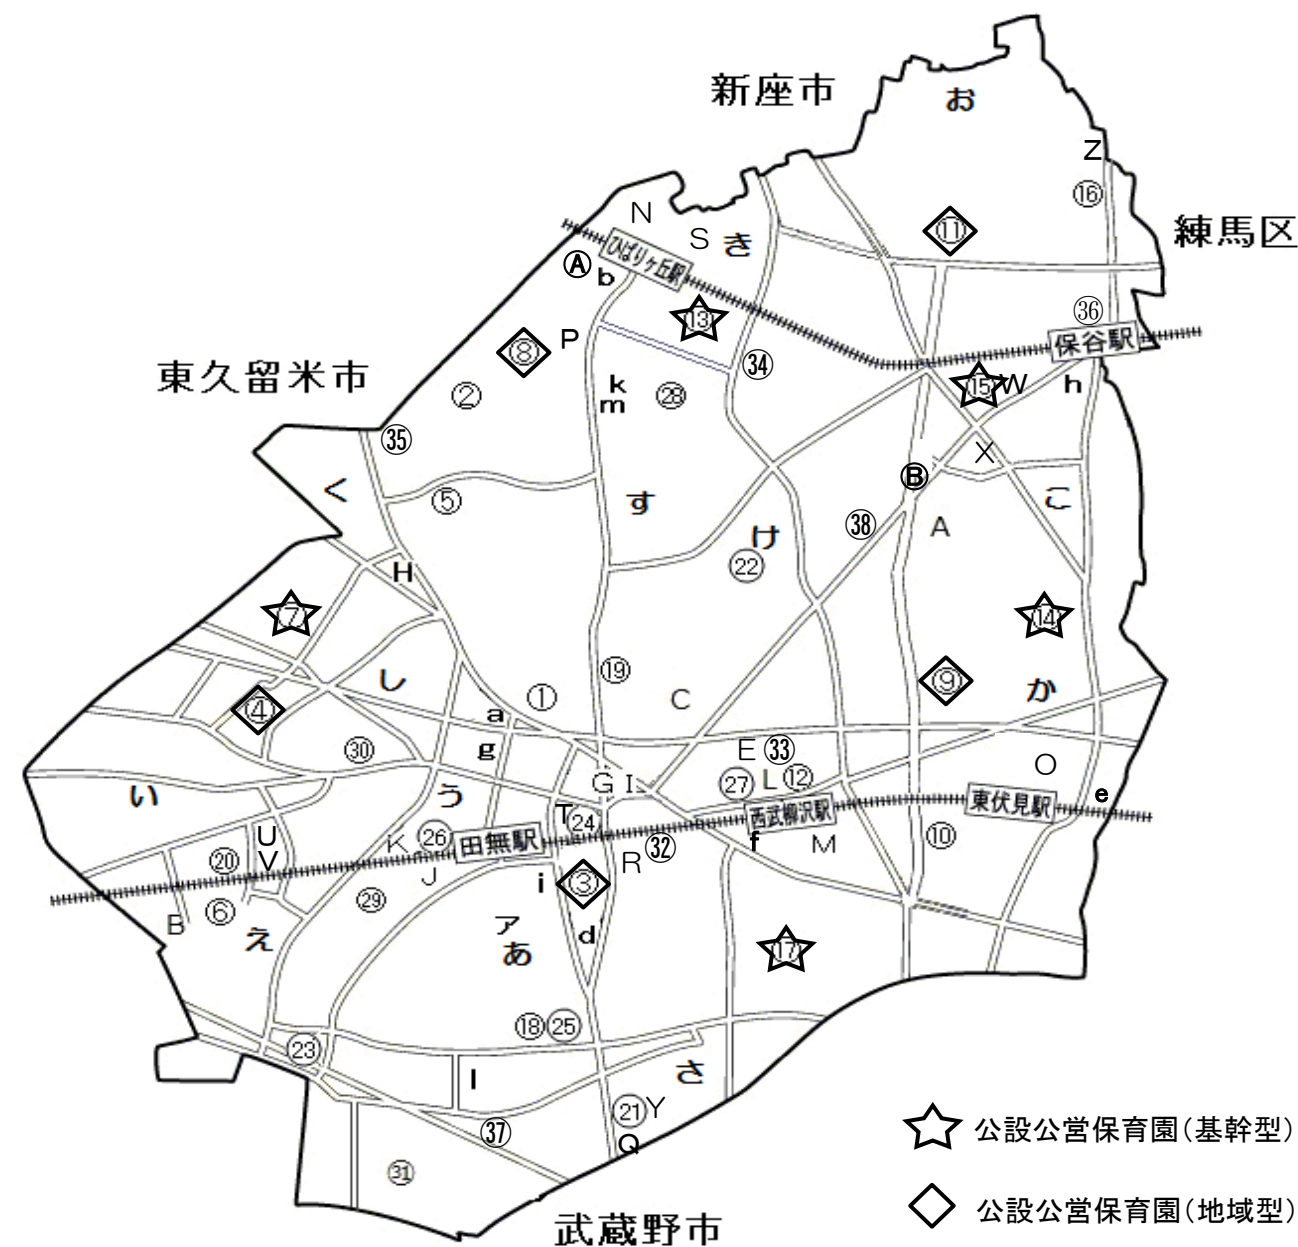 新座市
お
Z
⑯
N
S
き
⑪
練馬区
Ⓐ
ひばりヶ丘駅
b
⑬
㊱
保谷駅
P
⑧
㉞
東久留米市
k
m
㉘
⑮
W
h
②
㉟
X
Ⓑ
く
⑤
す
こ
け
㊳
A
㉒
H
⑦
⑭
⑲
し
①
C
⑨
か
④
a
g
㉚
E
㉝
O
い
う
G
I
㉗
L
⑫
e
T
㉔
西武柳沢駅
東伏見駅
U
V
K
㉖
田無駅
R
㉜
f
M
⑩
⑳
J
i
③
⑥
B
㉙
え
ア
あ
d
⑰
⑱
㉕
㉓
l
さ
㉑
Y
Q
㊲
㉛
公設公営保育園(基幹型)
公設公営保育園(地域型)
武蔵野市